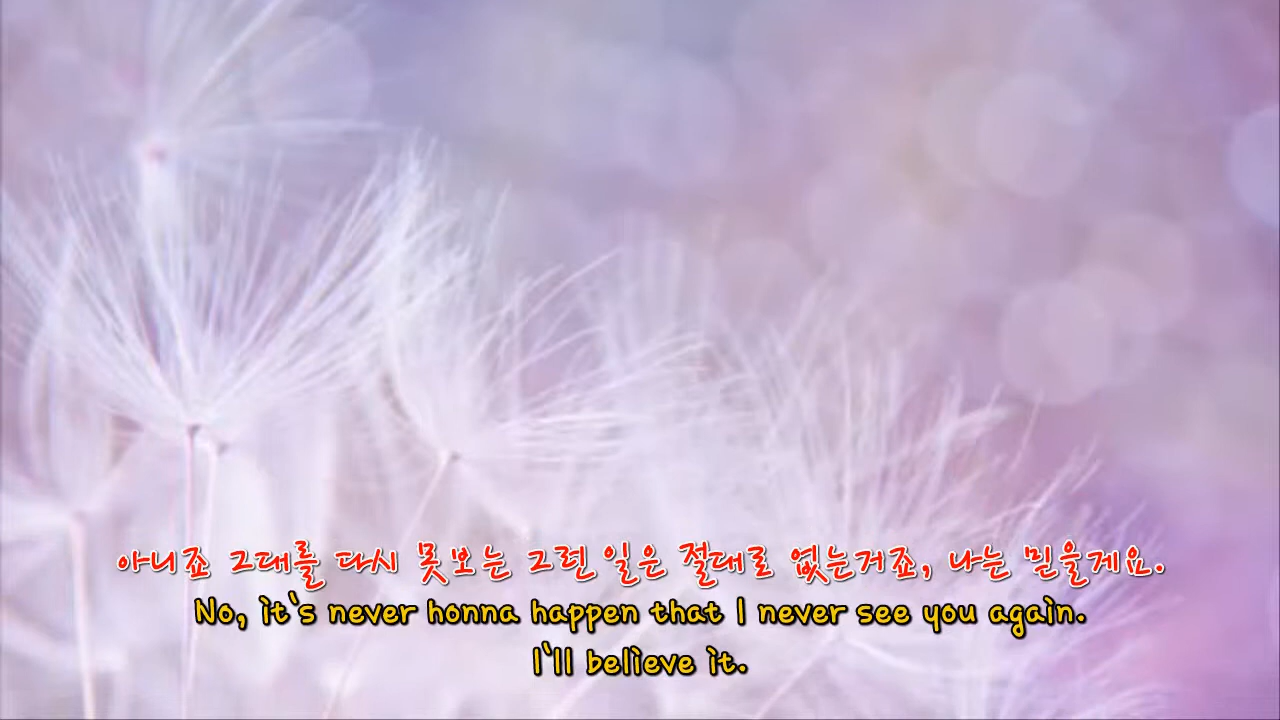 아니죠 그대를 다시 못보는 그런 일은 절대로 없는거죠, 나는 믿을게요.
No, it's never honna happen that I never see you again.
I'll believe it.